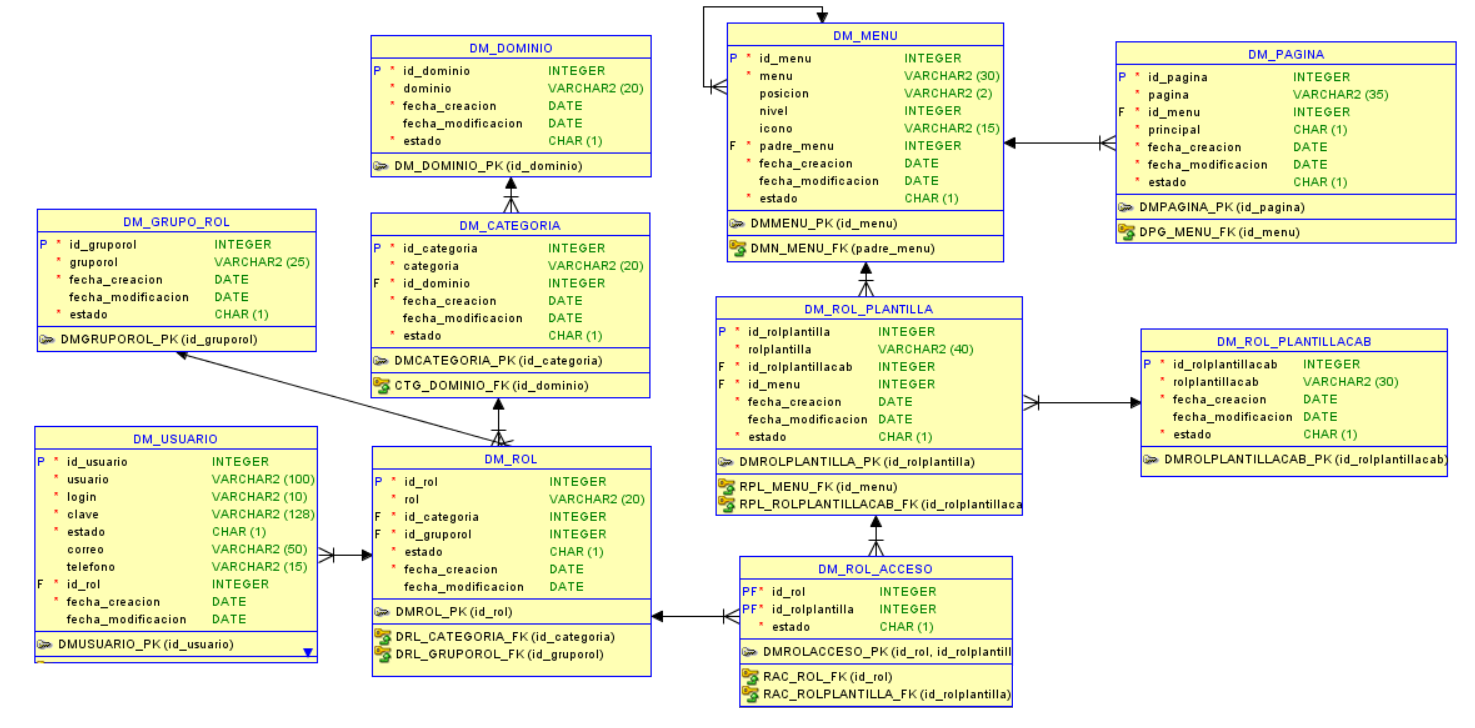 DM_DOMINIO
P * id_dominio INTEGER
* dominio VARCHAR2 (20)
* fecha_creacion DATE
fecha_modificacion DATE
* estado CHAR (1)
DM_DOMINIO_PK (id_dominio)
DM_MENU
P * id_menu INTEGER
* menu VARCHAR2 (30)
posicion VARCHAR2 (2)
nivel INTEGER
icono VARCHAR2 (15)
F * padre_menu INTEGER
* fecha_creacion DATE
fecha_modificacion DATE
* estado CHAR (1)
DMMENU_PK (id_menu)
DMN_MENU_FK (padre_menu)
DM_PAGINA
P * id_pagina INTEGER
* pagina VARCHAR2 (35)
F * id_menu INTEGER
* principal CHAR (1)
* fecha_creacion DATE
* fecha_modificacion DATE
* estado CHAR (1)
DMPAGINA_PK (id_pagina)
DPG_MENU_FK (id_menu)
DM_GRUPO_ROL
P * id_gruporol INTEGER
* gruporol VARCHAR2 (25)
* fecha_creacion DATE
fecha_modificacion DATE
* estado CHAR (1)
DMGRUPOROL_PK (id_gruporol)
DM_CATEGORIA
P * id_categoria INTEGER
* categoria VARCHAR2 (20)
F * id_dominio INTEGER
* fecha_creacion DATE
fecha_modificacion DATE
* estado CHAR (1)
DMCATEGORIA_PK (id_categoria)
CTG_DOMINIO_FK (id_dominio)
DM_ROL_PLANTILLA
P * id_rolplantilla INTEGER
* rolplantilla VARCHAR2 (40)
F * id_rolplantillacab INTEGER
F * id_menu INTEGER
* fecha_creacion DATE
fecha_modificacion DATE
* estado CHAR (1)
DMROLPLANTILLA_PK (id_rolplantilla)
RPL_MENU_FK (id_menu)
RPL_ROLPLANTILLACAB_FK (id_rolplantillaca
DM_ROL_PLANTILLACAB
P * id_rolplantillacab INTEGER
* rolplantillacab VARCHAR2 (30)
* fecha_creacion DATE
fecha_modificacion DATE
* estado CHAR (1)
DMROLPLANTILLACAB_PK (id_rolplantillacab)
DM_USUARIO
P * id_usuario INTEGER
* usuario VARCHAR2 (100)
* login VARCHAR2 (10)
* clave VARCHAR2 (128)
* estado CHAR (1)
correo VARCHAR2 (50)
telefono VARCHAR2 (15)
F * id_rol INTEGER
* fecha_creacion DATE
fecha_modificacion DATE
DMUSUARIO_PK (id_usuario)
DM_ROL
P * id_rol INTEGER
* rol VARCHAR2 (20)
F * id_categoria INTEGER
F * id_gruporol INTEGER
* estado CHAR (1)
* fecha_creacion DATE
fecha_modificacion DATE
DMROL_PK (id_rol)
DRL_CATEGORIA_FK (id_categoria)
DRL_GRUPOROL_FK (id_gruporol)
DM_ROL_ACCESO
PF * id_rol INTEGER
PF * id_rolplantilla INTEGER
* estado CHAR (1)
DMROLACCESO_PK (id_rol, id_rolplantill
RAC_ROL_FK (id_rol)
RAC_ROLPLANTILLA_FK (id_rolplantilla)